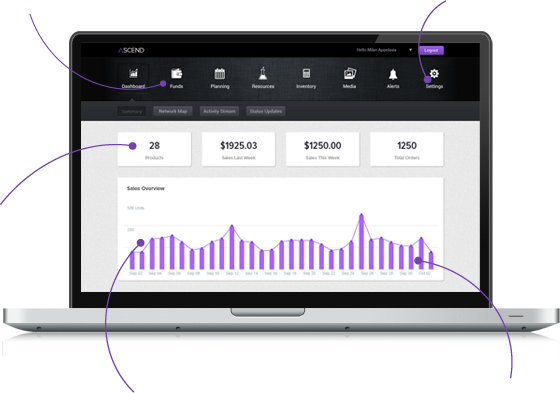 ASCEND
Hello Milan Appaleza
Logout
Dashboard Funds Planning Resources Inventory Media Alerts Settings
Summary Network Map Activity Stream Status Updates
28 $1925.03 $1250.00 1250
Products Sales Last Week Sales This Week Total Orders
Sales Overview
500 Units
250
Sep 02 Sep 04 Sep 06 Sep 08 Sep 10 Sep 12 Sep 14 Sep 16 Sep 18 Sep 20 Sep 22 Sep 24 Sep 26 Sep 28 Sep 30 Oct 02